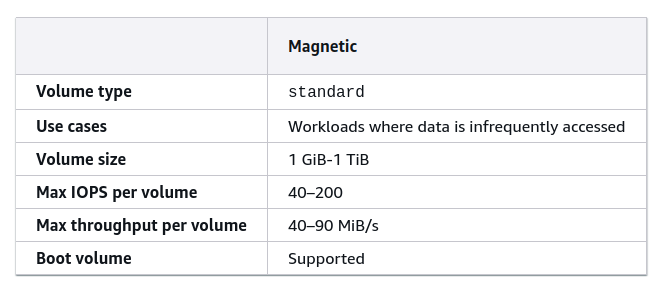 Magnetic
Volume type standard
Use cases Workloads where data is infrequently accessed
Volume size 1 GiB-1 TiB
Max IOPS per volume 40–200
Max throughput per volume 40–90 MiB/s
Boot volume Supported